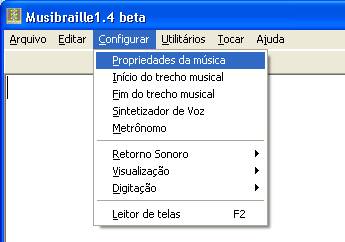 Musibraille1.4 beta
Arquivo Editar Configurar Utilitários Tocar Ajuda
Propriedades da música
Início do trecho musical
Fim do trecho musical
Sintetizador de Voz
Metrônomo
Retorno Sonoro
Visualização
Digitação
Leitor de telas F2